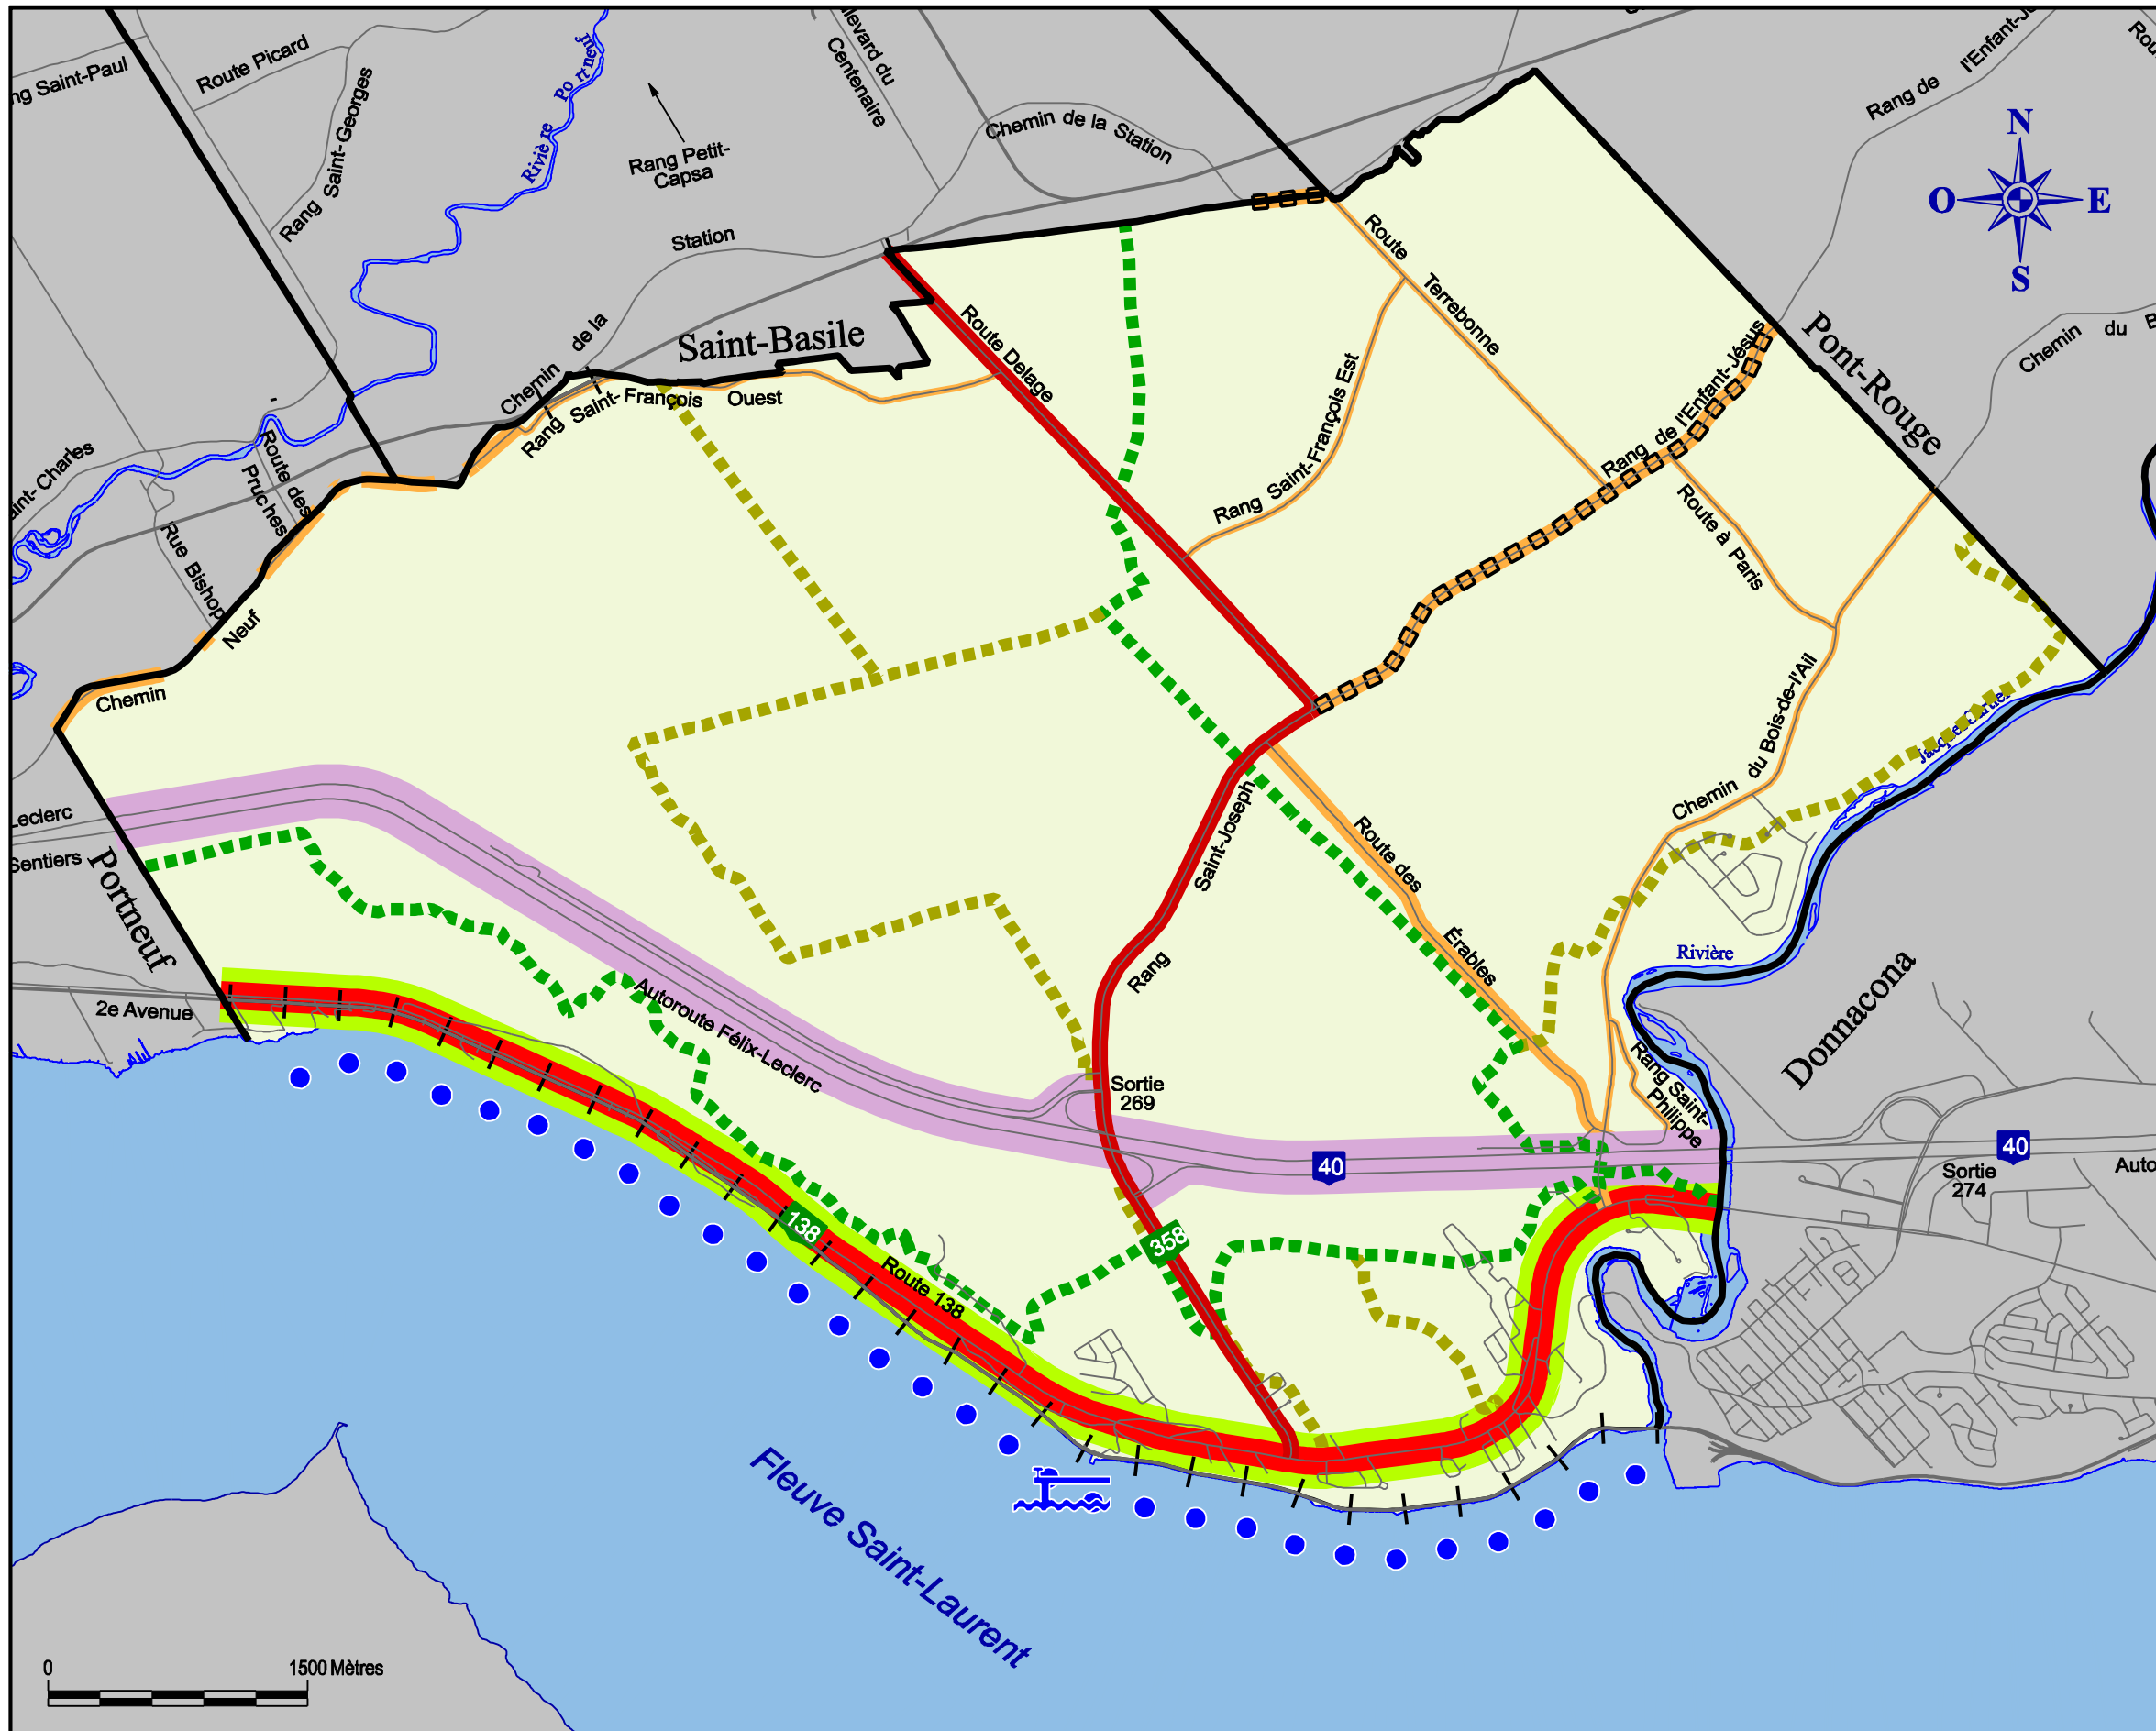 Saint-Paul
Route Picard
Rang Saint-Georges
Rivière Portneuf
Rang Petit-
Capsa
Centenaire
Chemin de la Station
Rang de l'Enfant-J
N
O
E
S
Station
Chemin de la
Saint-Basile
Rang Saint-François Ouest
Route Delage
Route Terrebonne
Rang Saint-François Est
Rang de l'Enfant-Jésus
Pont-Rouge
Chemin du B
Route à Paris
aint-Charles
Route des
Pruches
Rue Bishop
Chemin Neuf
Chemin du Bois-de-l'Ail
Jacques-Cartier
Rivière
Leclerc
Sentiers
Portneuf
2e Avenue
Autoroute Félix-Leclerc
Saint-Joseph
Rang
Route des Érables
Donnacona
Rang Saint-
Philippe
Sortie
269
40
40
Sortie
274
Auto
138
358
Route 138
Fleuve Saint-Laurent
0
1500 Mètres